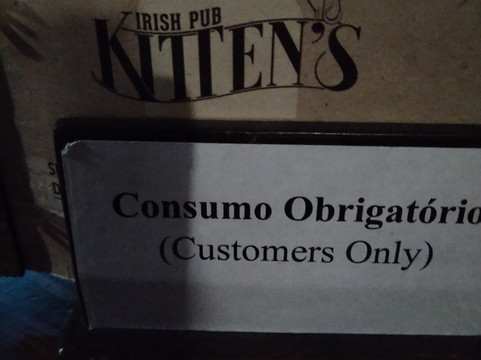 IRISH PUB
KITTEN'S
Consumo Obrigatório
(Customers Only)